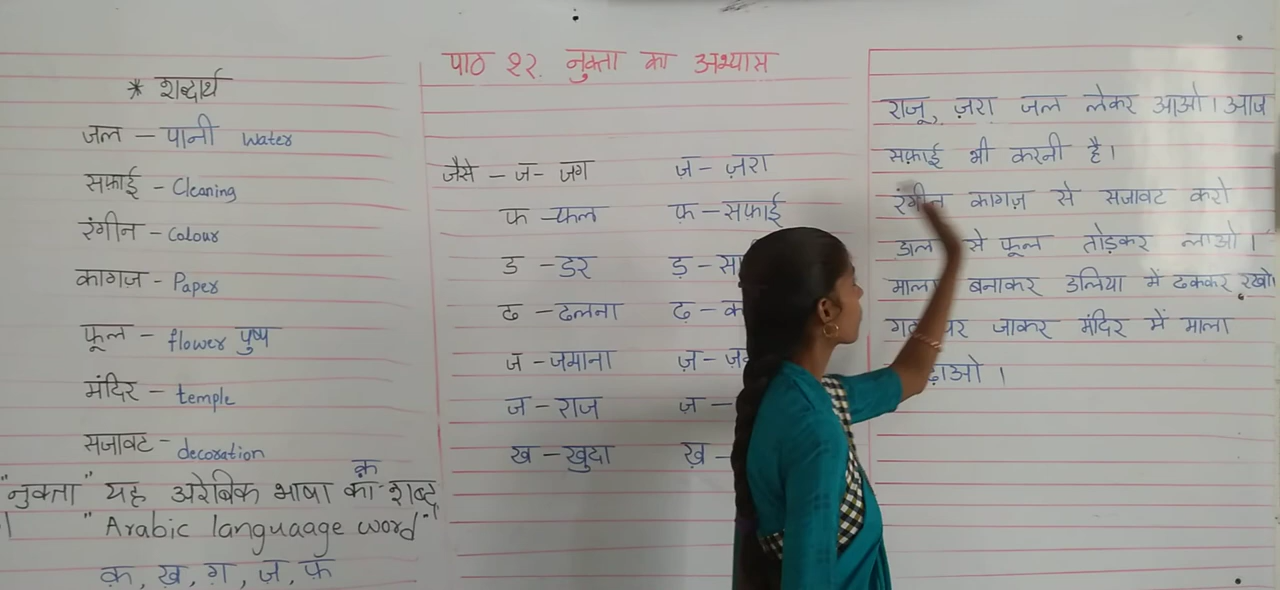 पाठ १२. नुक्ता का अभ्यास
* शब्दार्थ
जल – पानी water
सफ़ाई – Cleaning
रंगीन – Colour
कागज़ – Paper
फूल – flower पुष्प
मंदिर – temple
सजावट – decoration
क़
"नुक्ता" यह अरेबिक भाषा का शब्द
"Arabic languaage word"
क़, ख़, ग़, ज़, फ़
जैसे – ज – जग ज़ – ज़रा
फ – फल फ़ – सफ़ाई
ड – डर ड़ –
ढ – ढलना ढ़ –
ज – जमाना ज़ –
ज – राज ज़ –
ख – खुदा ख़ –
राजू, ज़रा जल लेकर आओ। आज
सफ़ाई भी करनी है।
रंगीन कागज़ से सजावट करो
डाल से फूल तोड़कर लाओ।
माला बनाकर डलिया में ढककर रखो।
पर जाकर मंदिर में माला